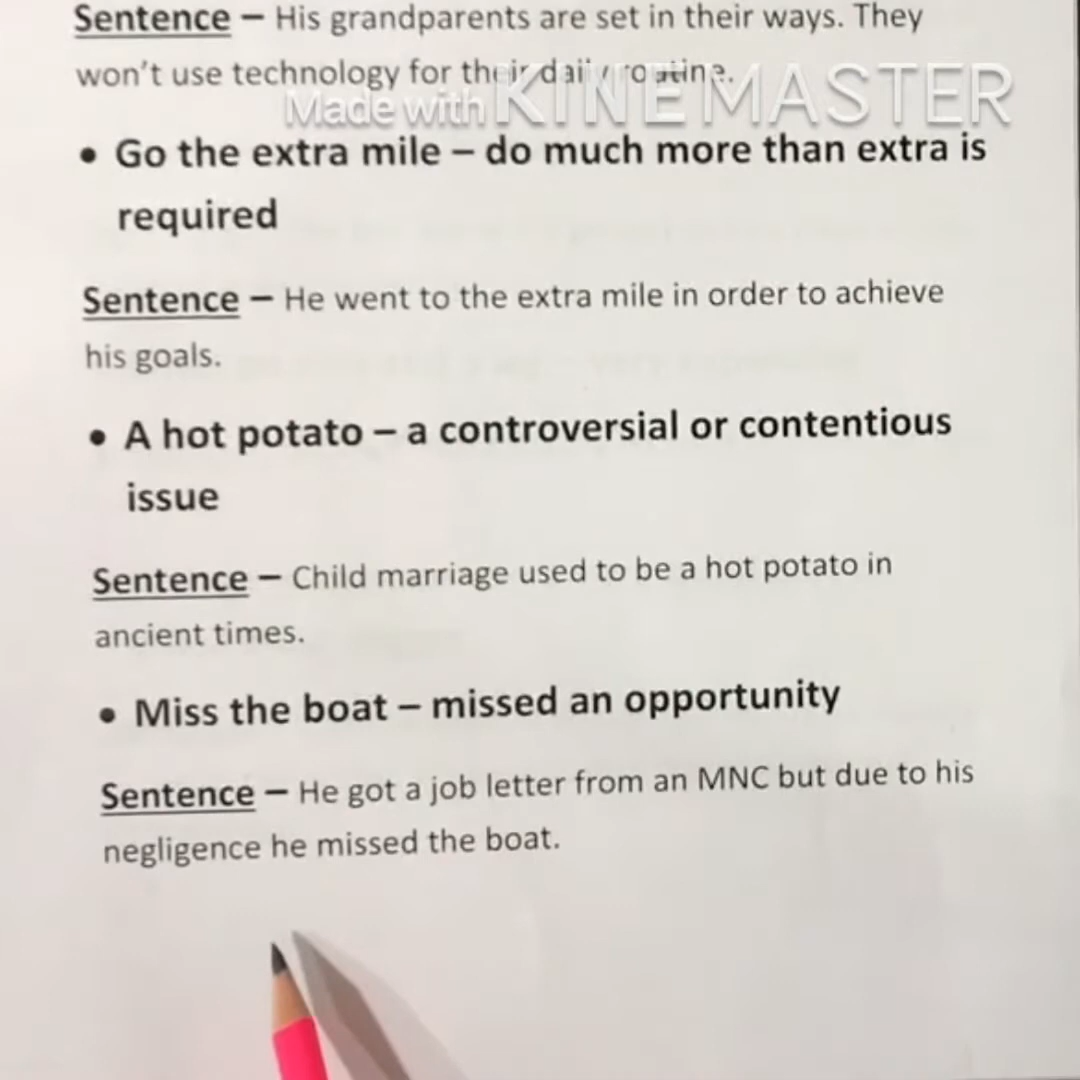 Sentence – His grandparents are set in their ways. They
won't use technology for their daily routine.
Made with KINEMASTER
• Go the extra mile – do much more than extra is
required
Sentence – He went to the extra mile in order to achieve
his goals.
• A hot potato – a controversial or contentious
issue
Sentence – Child marriage used to be a hot potato in
ancient times.
• Miss the boat – missed an opportunity
Sentence – He got a job letter from an MNC but due to his
negligence he missed the boat.